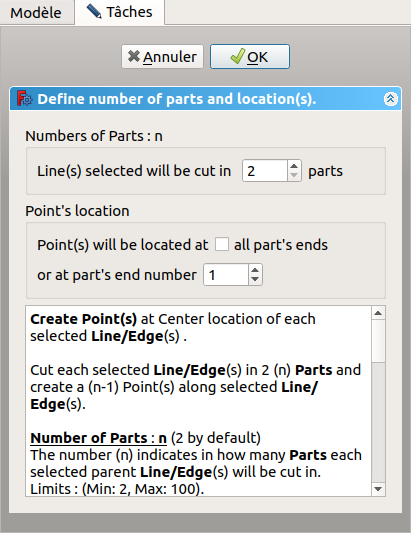 Modèle
Tâches
Annuler
OK
Define number of parts and location(s).
Numbers of Parts : n
Line(s) selected will be cut in 2 parts
Point's location
Point(s) will be located at all part's ends
or at part's end number 1
Create Point(s) at Center location of each
selected Line/Edge(s) .
Cut each selected Line/Edge(s) in 2 (n) Parts and
create a (n-1) Point(s) along selected Line/
Edge(s).
Number of Parts : n (2 by default)
The number (n) indicates in how many Parts each
selected parent Line/Edge(s) will be cut in.
Limits : (Min: 2, Max: 100).